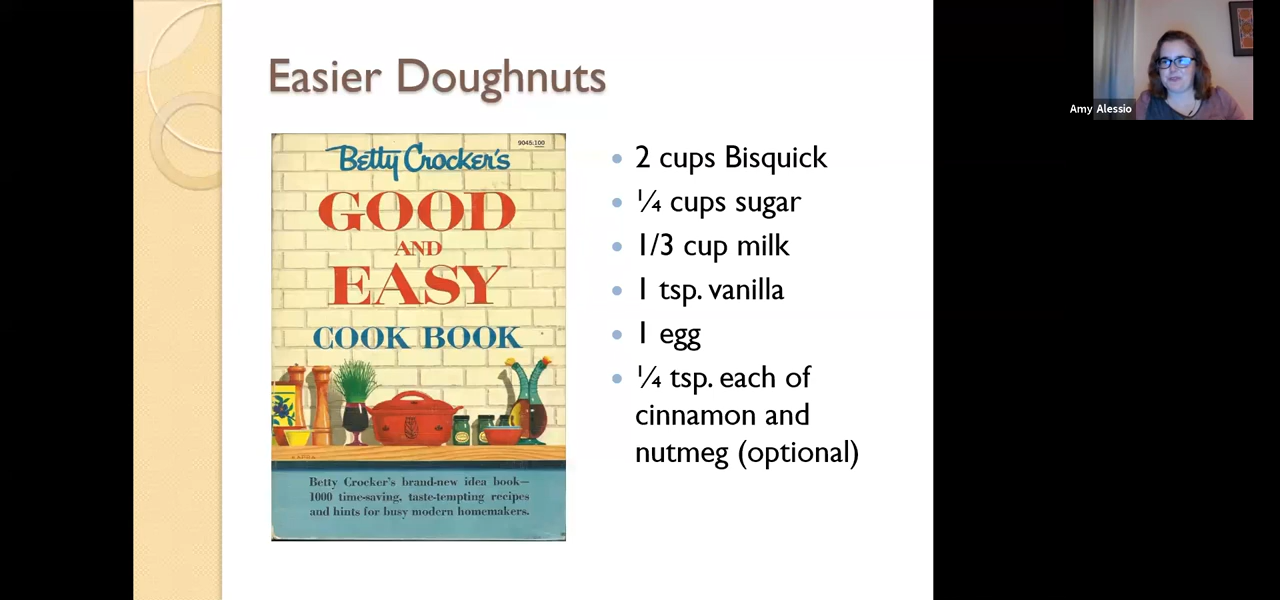 Easier Doughnuts
9045:100
Betty Crocker's
GOOD
AND
EASY
COOK BOOK
Betty Crocker's brand-new idea book—
1000 time-saving, taste-tempting recipes
and hints for busy modern homemakers.
2 cups Bisquick
¼ cups sugar
1/3 cup milk
1 tsp. vanilla
1 egg
¼ tsp. each of
cinnamon and
nutmeg (optional)
Amy Alessio